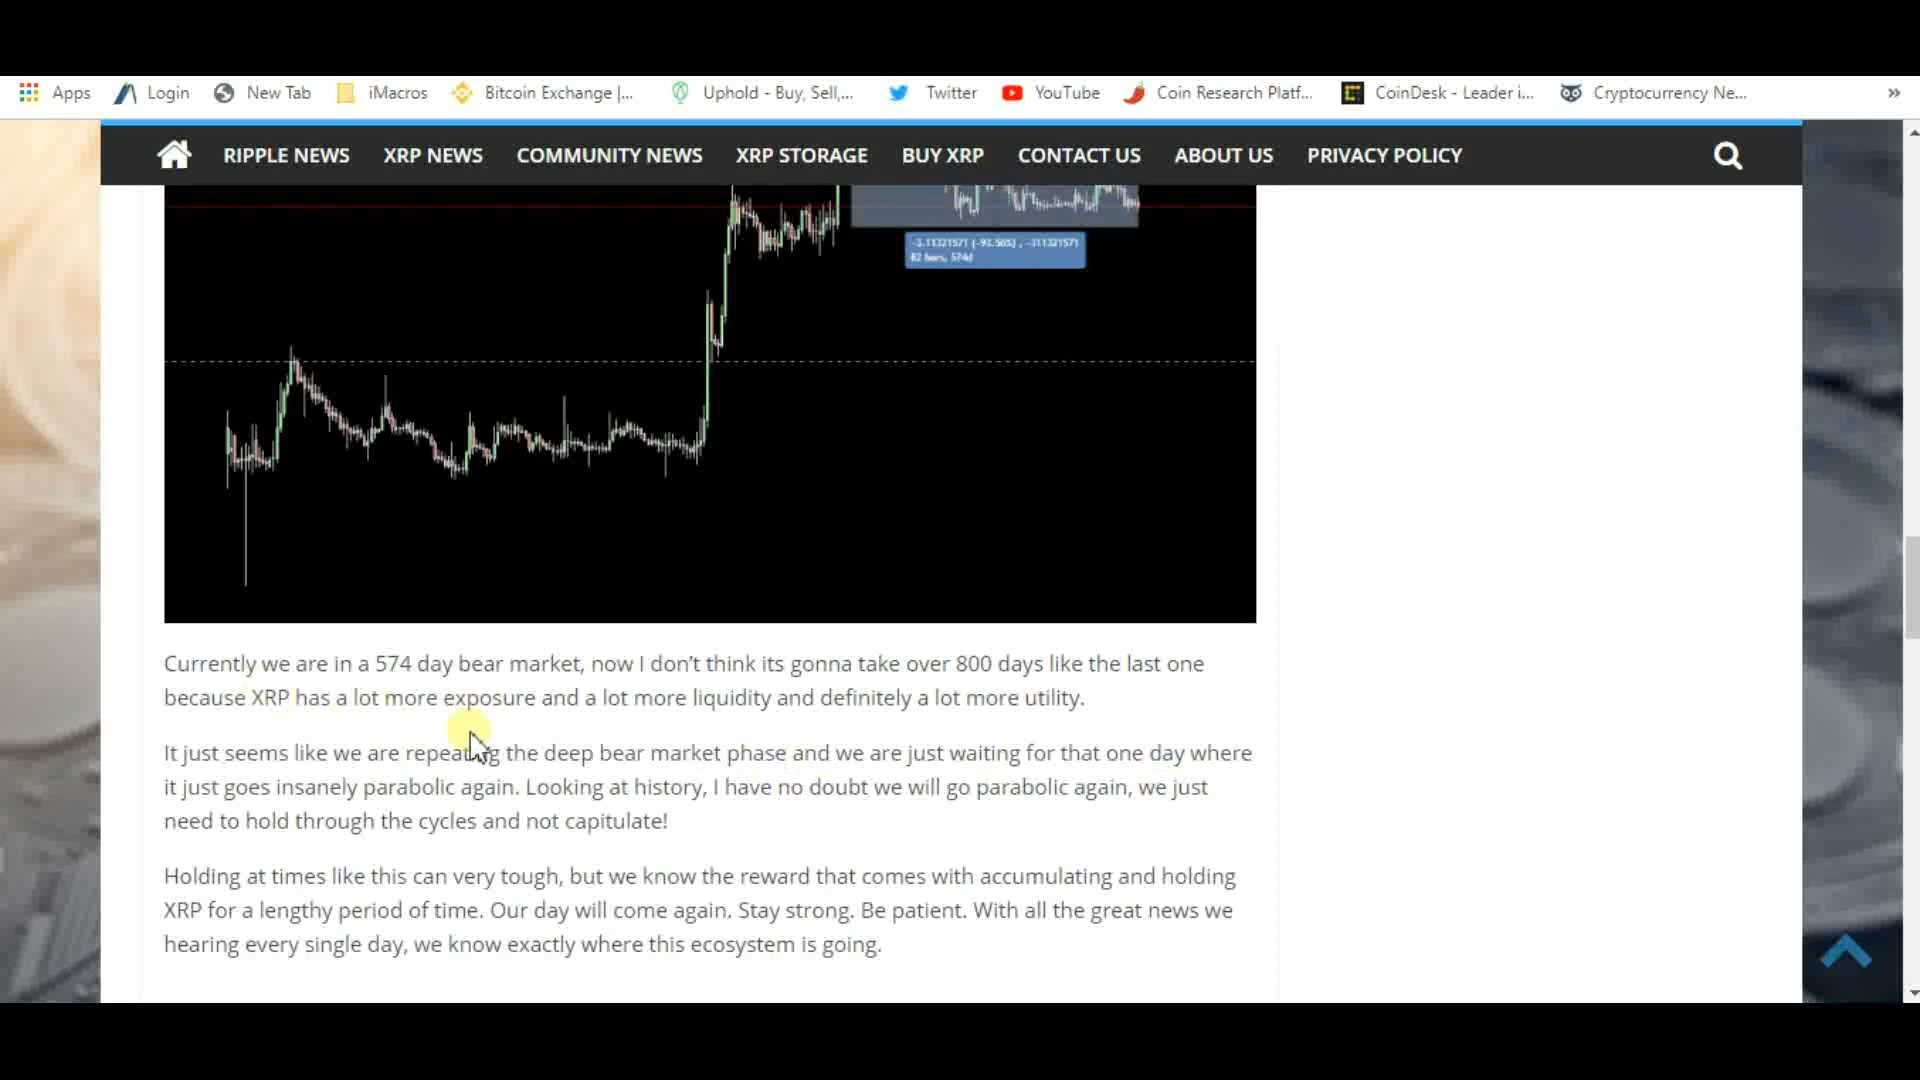 Apps Login New Tab iMacros Bitcoin Exchange |... Uphold - Buy, Sell,... Twitter YouTube Coin Research Platf... CoinDesk - Leader i... Cryptocurrency Ne... »
RIPPLE NEWS XRP NEWS COMMUNITY NEWS XRP STORAGE BUY XRP CONTACT US ABOUT US PRIVACY POLICY
-3.11321571 (-93.56%) , -311321571
82 bars, 574d
Currently we are in a 574 day bear market, now I don’t think its gonna take over 800 days like the last one
because XRP has a lot more exposure and a lot more liquidity and definitely a lot more utility.
It just seems like we are repeating the deep bear market phase and we are just waiting for that one day where
it just goes insanely parabolic again. Looking at history, I have no doubt we will go parabolic again, we just
need to hold through the cycles and not capitulate!
Holding at times like this can very tough, but we know the reward that comes with accumulating and holding
XRP for a lengthy period of time. Our day will come again. Stay strong. Be patient. With all the great news we
hearing every single day, we know exactly where this ecosystem is going.